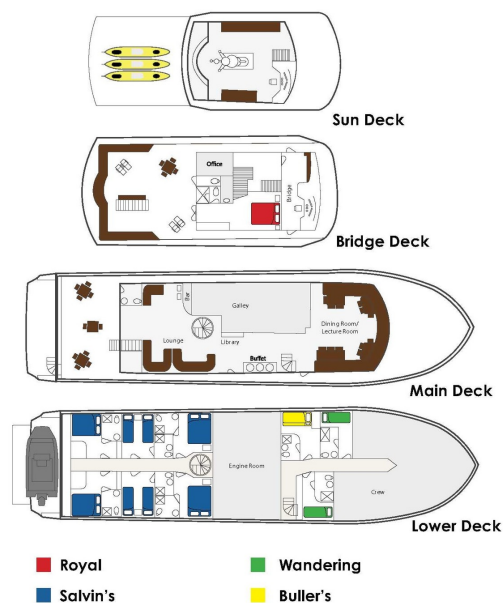 Sun Deck
Office
Bridge
Bridge Deck
Bar
Galley
Dining Room/
Lecture Room
Lounge
Library
Buffet
Main Deck
Engine Room
Crew
Lower Deck
Royal
Wandering
Salvin's
Buller's